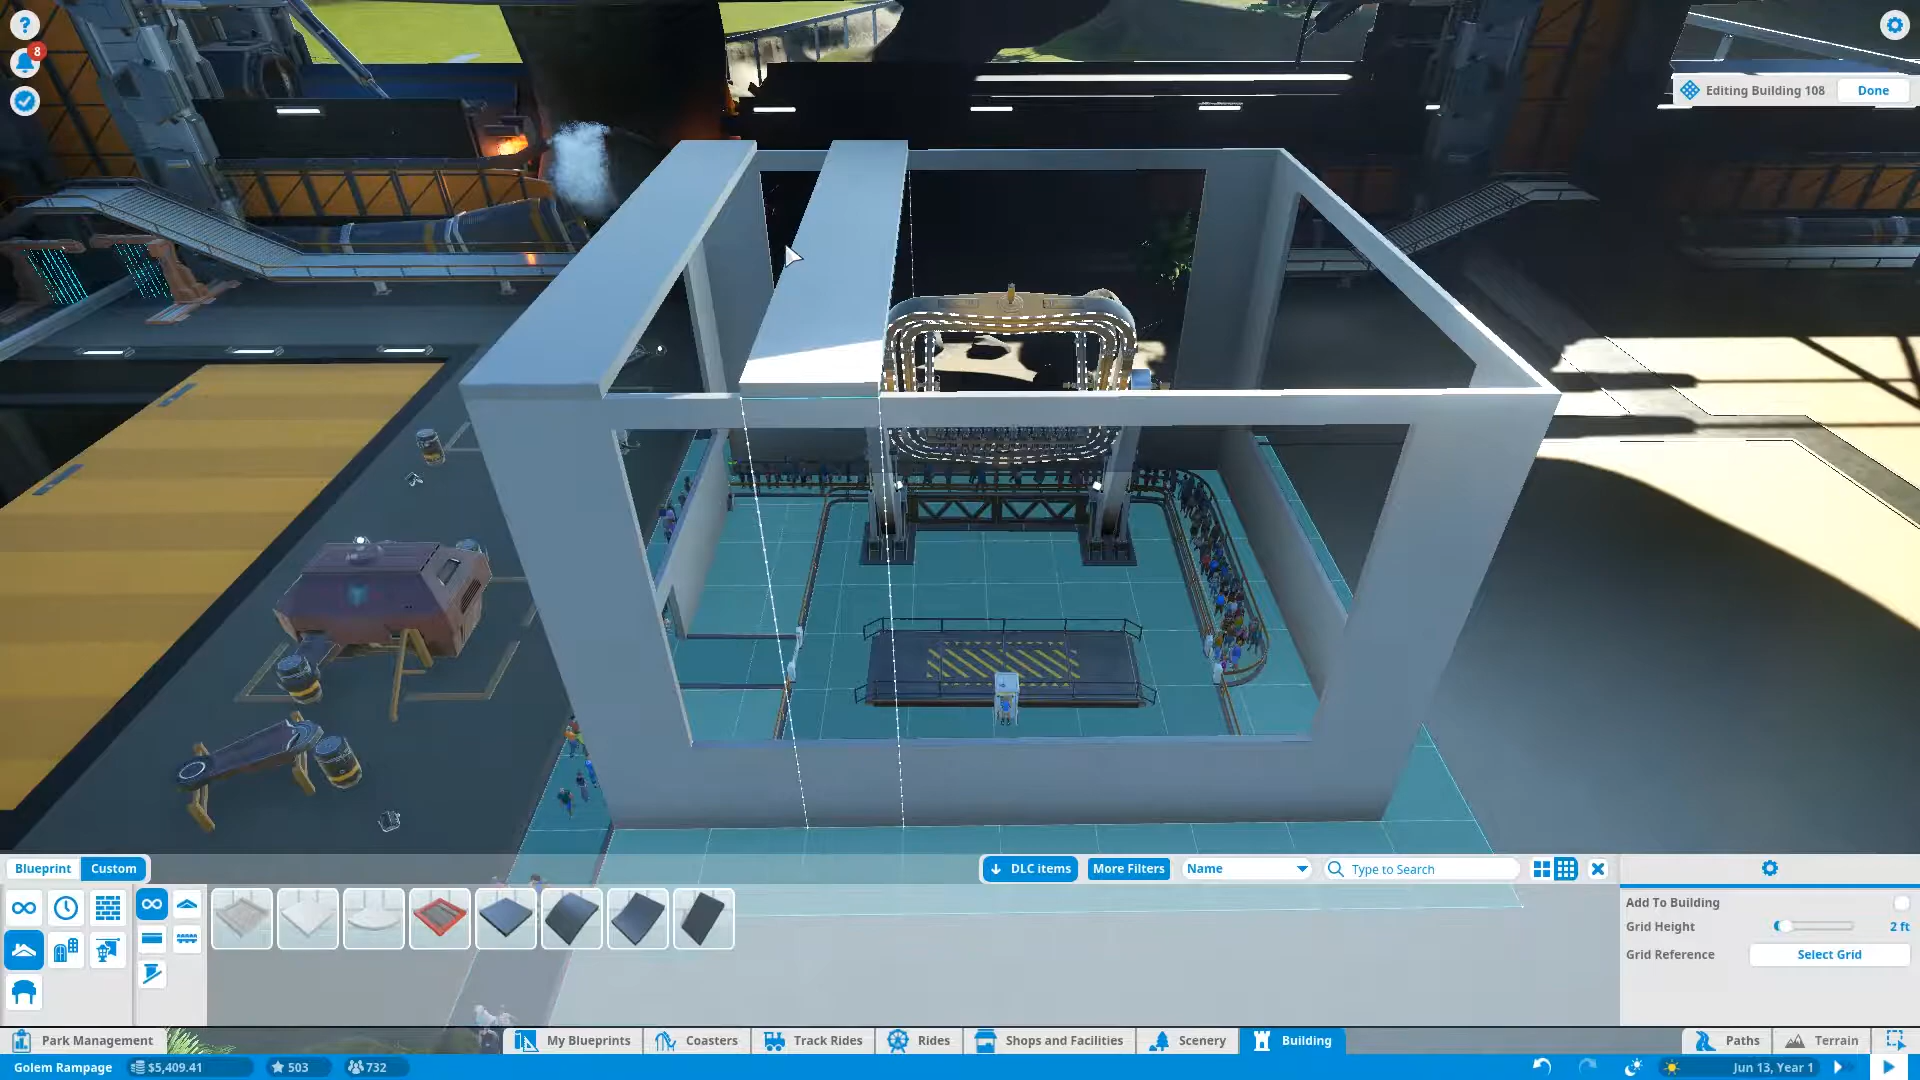 ?
8
Editing Building 108
Done
Blueprint
Custom
DLC items
More Filters
Name
Type to Search
Add To Building
Grid Height
2 ft
Grid Reference
Select Grid
Park Management
My Blueprints
Coasters
Track Rides
Rides
Shops and Facilities
Scenery
Building
Paths
Terrain
Golem Rampage
$5,409.41
503
732
Jun 13, Year 1